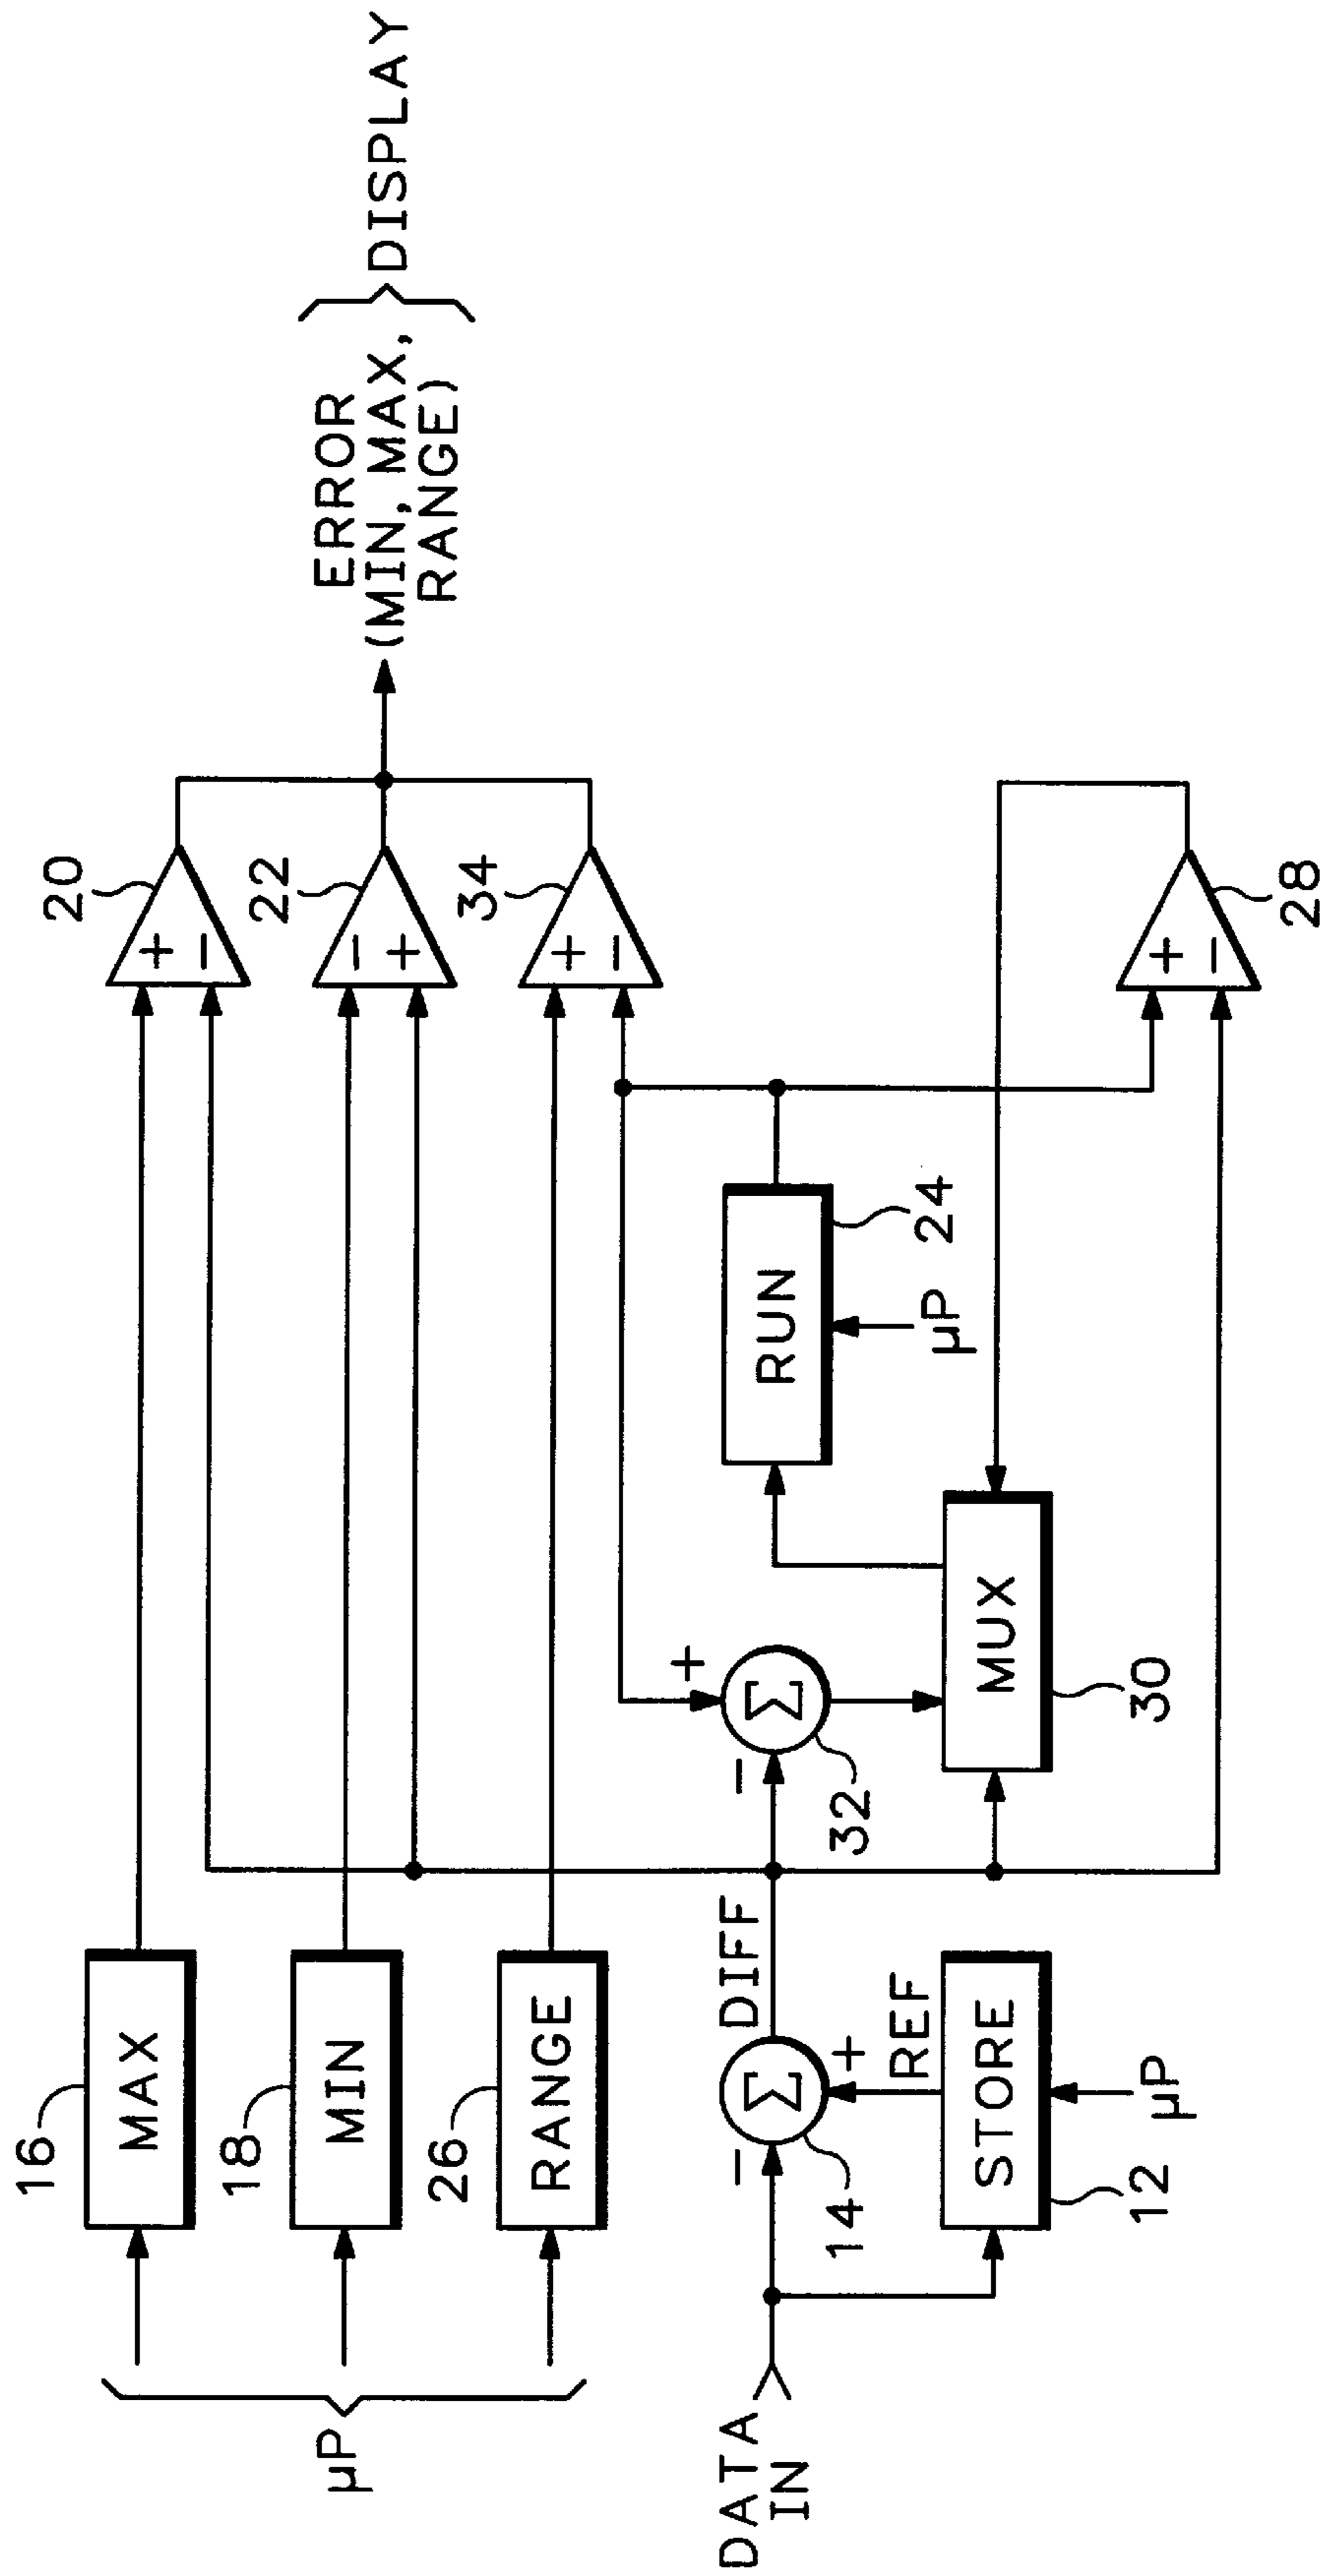 μP
16
MAX
18
MIN
26
RANGE
20
+
−
22
−
+
34
+
−
ERROR
(MIN, MAX,
RANGE)
DISPLAY
DATA
IN
−
Σ
+
14
DIFF
REF
STORE
12
μP
−
+
Σ
32
MUX
30
RUN
24
μP
+
−
28